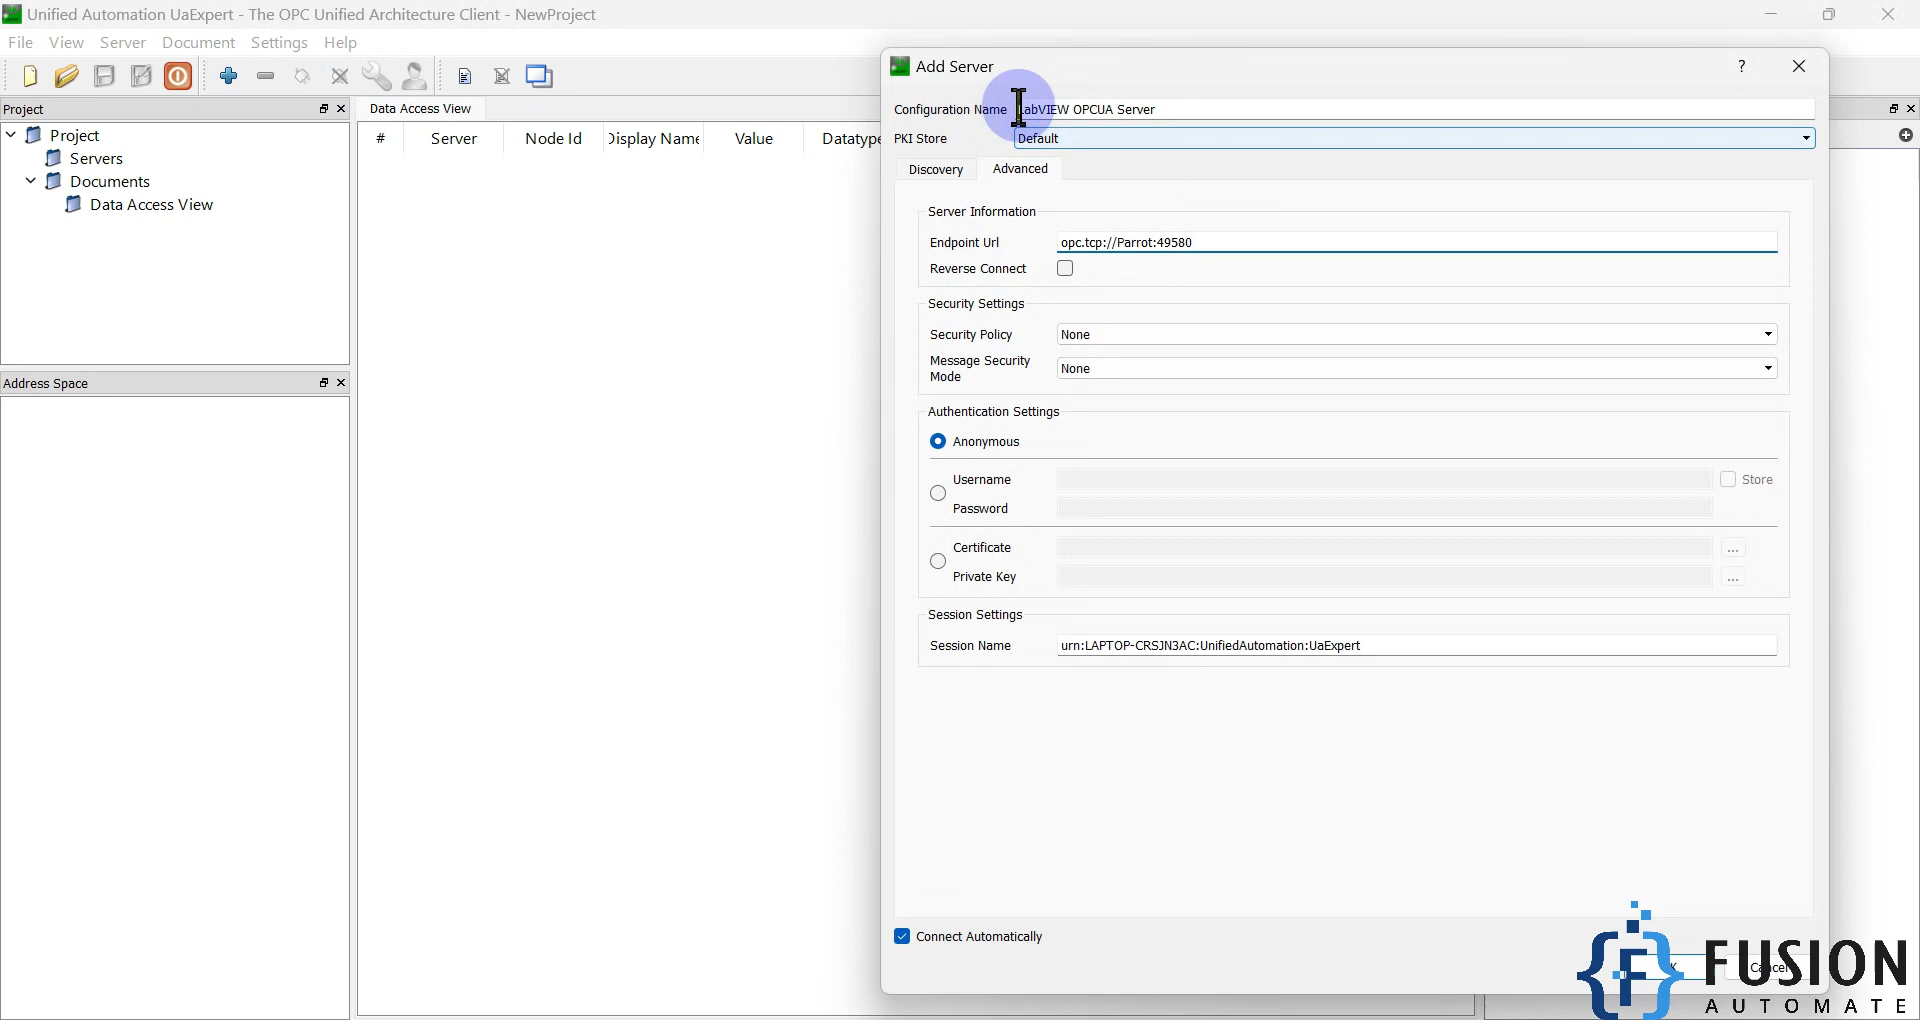 Unified Automation UaExpert - The OPC Unified Architecture Client - NewProject
File View Server Document Settings Help
Project
Project
Servers
Documents
Data Access View
Address Space
Data Access View
# Server Node Id Display Name Value Datatype
Add Server
?
Configuration Name LabVIEW OPCUA Server
PKI Store Default
Discovery Advanced
Server Information
Endpoint Url opc.tcp://Parrot:49580
Reverse Connect
Security Settings
Security Policy None
Message Security Mode None
Authentication Settings
Anonymous
Username Store
Password
Certificate ...
Private Key ...
Session Settings
Session Name urn:LAPTOP-CRSJN3AC:UnifiedAutomation:UaExpert
Connect Automatically
Cancel
{F} FUSION
AUTOMATE